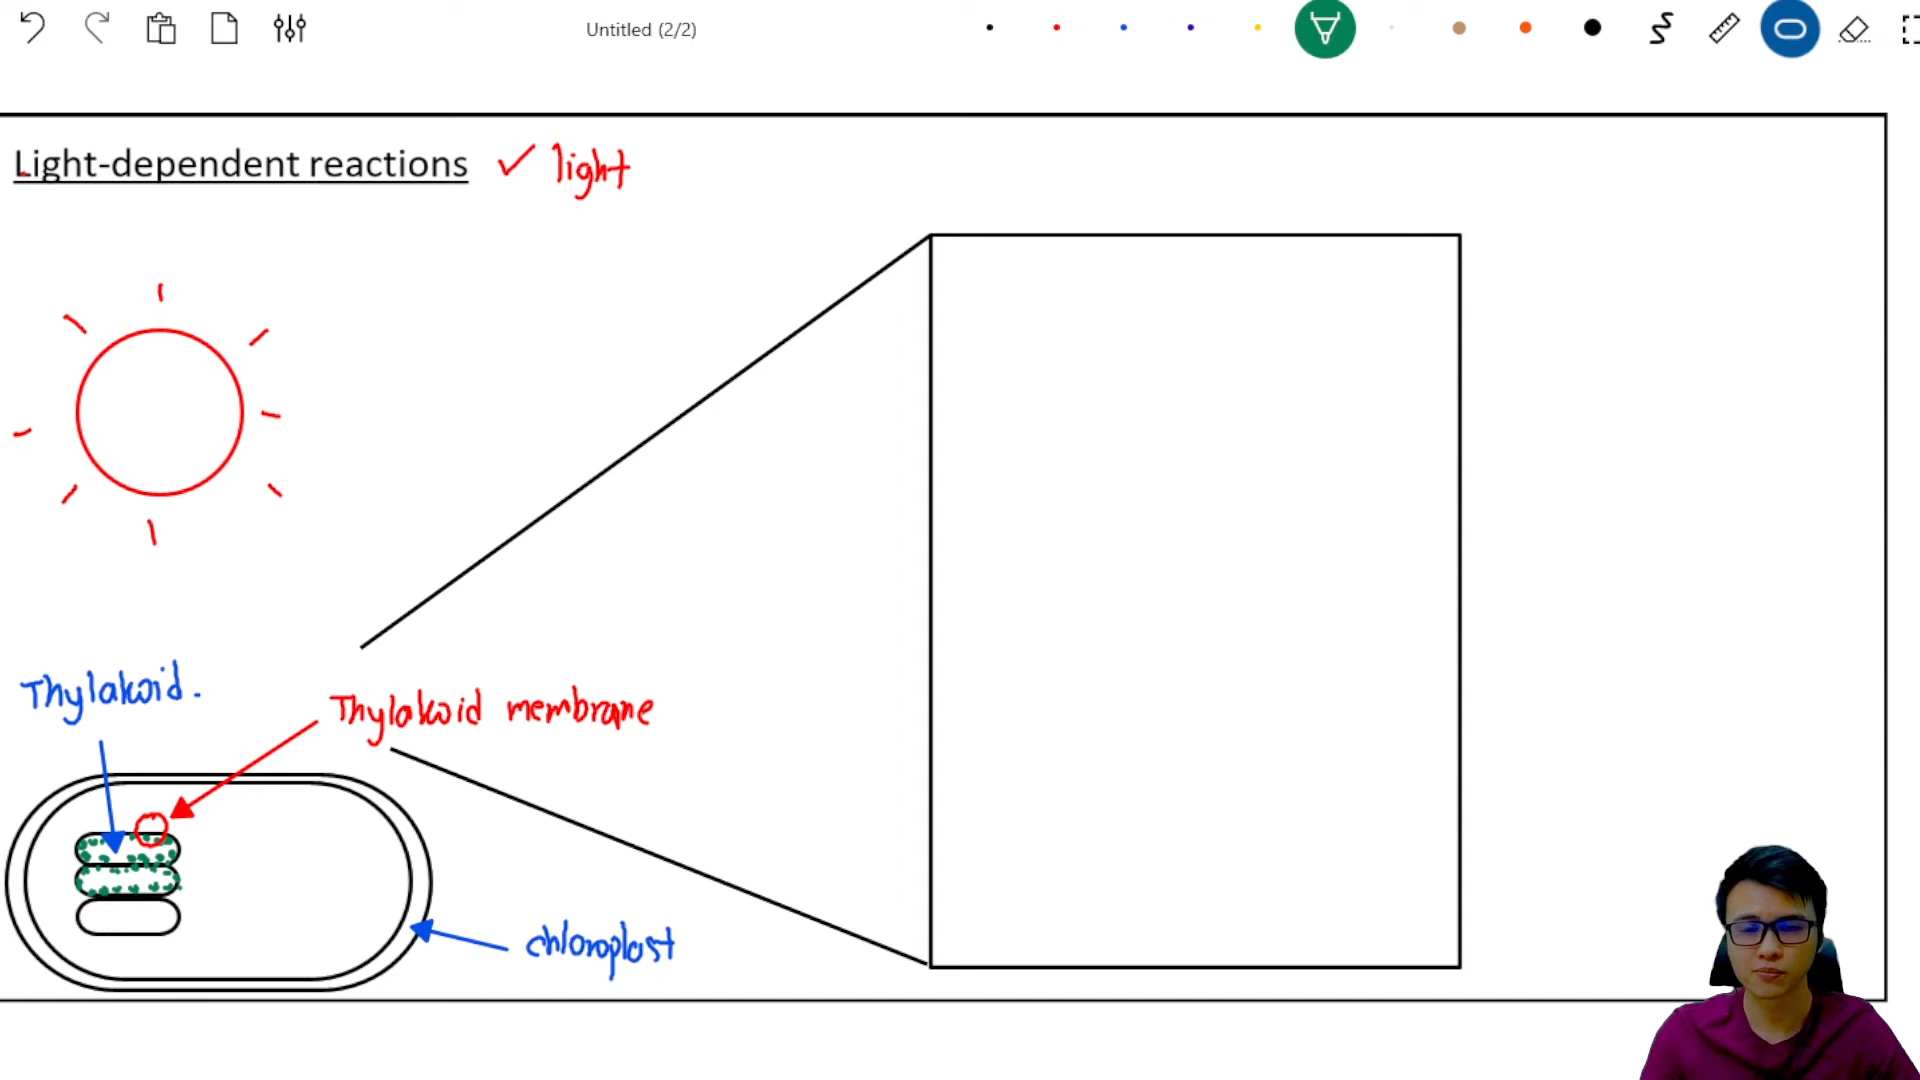 Untitled (2/2)
Light-dependent reactions ✓ light
Thylakoid.
Thylakoid membrane
chloroplast